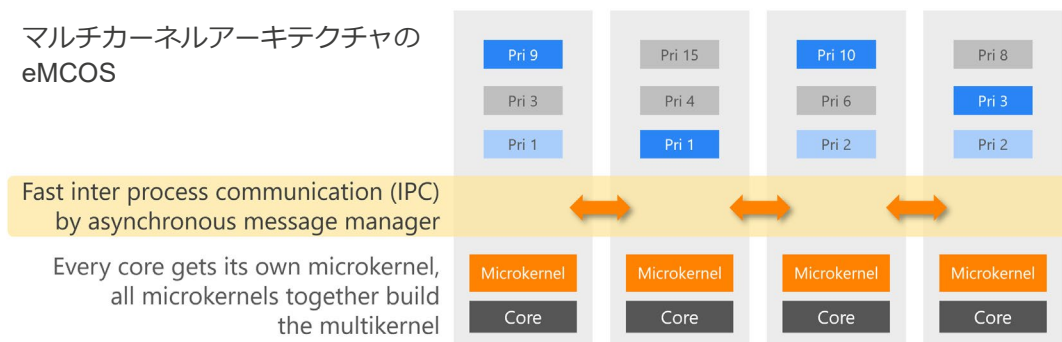 マルチカーネルアーキテクチャの
eMCOS
Pri 9
Pri 15
Pri 10
Pri 8
Pri 3
Pri 4
Pri 6
Pri 3
Pri 1
Pri 1
Pri 2
Pri 2
Fast inter process communication (IPC)
by asynchronous message manager
Every core gets its own microkernel,
all microkernels together build
the multikernel
Microkernel
Microkernel
Microkernel
Microkernel
Core
Core
Core
Core